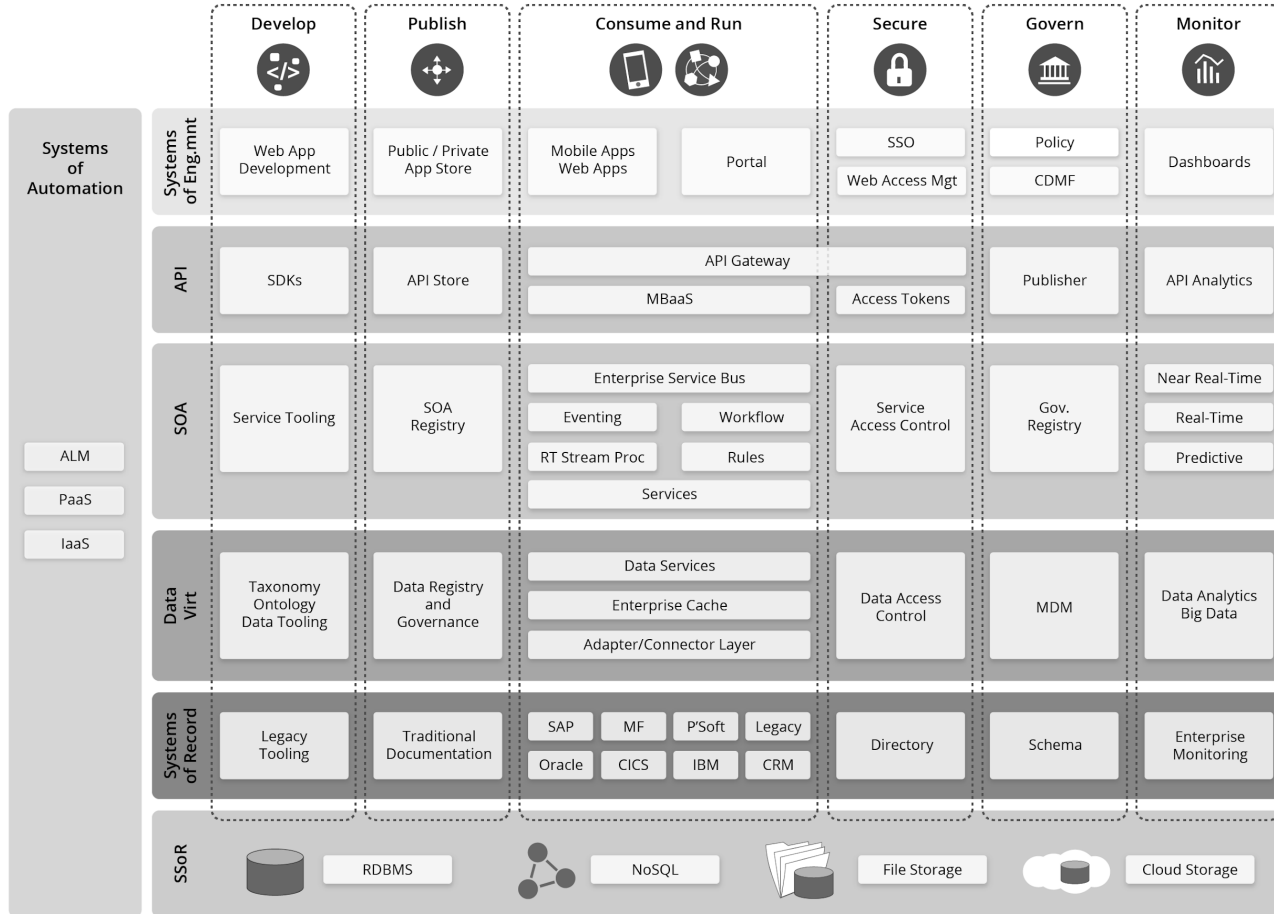 Develop
Publish
Consume and Run
Secure
Govern
Monitor
Systems
of
Automation
ALM
PaaS
IaaS
Systems
of Eng.mnt
Web App
Development
Public / Private
App Store
Mobile Apps
Web Apps
Portal
SSO
Web Access Mgt
Policy
CDMF
Dashboards
API
SDKs
API Store
API Gateway
MBaaS
Access Tokens
Publisher
API Analytics
SOA
Service Tooling
SOA
Registry
Enterprise Service Bus
Eventing
Workflow
RT Stream Proc
Rules
Services
Service
Access Control
Gov.
Registry
Near Real-Time
Real-Time
Predictive
Data
Virt
Taxonomy
Ontology
Data Tooling
Data Registry
and
Governance
Data Services
Enterprise Cache
Adapter/Connector Layer
Data Access
Control
MDM
Data Analytics
Big Data
Systems
of Record
Legacy
Tooling
Traditional
Documentation
SAP
MF
P'Soft
Legacy
Oracle
CICS
IBM
CRM
Directory
Schema
Enterprise
Monitoring
SSoR
RDBMS
NoSQL
File Storage
Cloud Storage